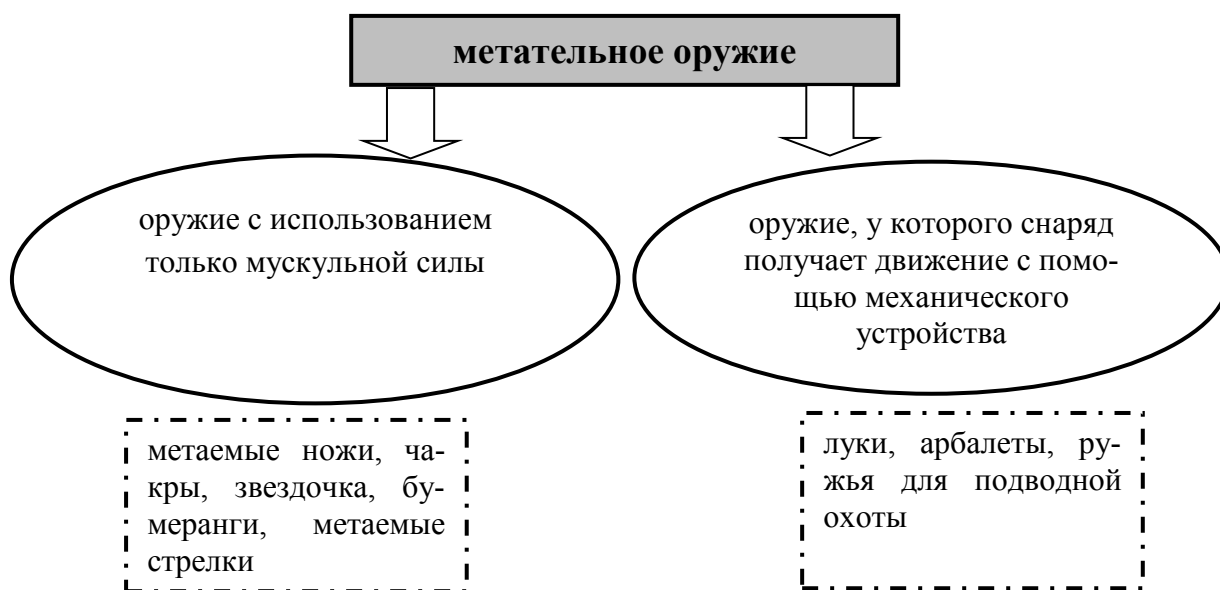 метательное оружие
оружие с использованием
только мускульной силы
оружие, у которого снаряд
получает движение с помо-
щью механического
устройства
метаемые ножи, ча-
кры, звездочка, бу-
меранги, метаемые
стрелки
луки, арбалеты, ру-
жья для подводной
охоты